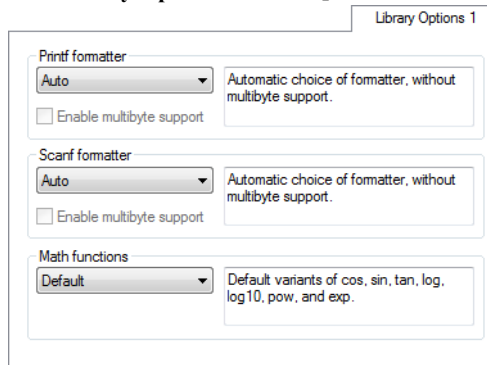 Library Options 1
Printf formatter
Auto
Automatic choice of formatter, without
multibyte support.
Enable multibyte support
Scanf formatter
Auto
Automatic choice of formatter, without
multibyte support.
Enable multibyte support
Math functions
Default
Default variants of cos, sin, tan, log,
log10, pow, and exp.